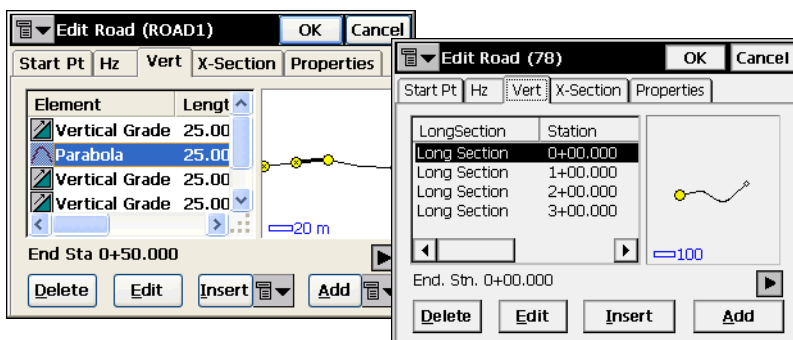 Edit Road (ROAD1) OK Cancel
Start Pt Hz Vert X-Section Properties
Element Lengt
Vertical Grade 25.00
Parabola 25.00
Vertical Grade 25.00
Vertical Grade 25.00
20 m
End Sta 0+50.000
Delete Edit Insert Add
Edit Road (78) OK Cancel
Start Pt Hz Vert X-Section Properties
LongSection Station
Long Section 0+00.000
Long Section 1+00.000
Long Section 2+00.000
Long Section 3+00.000
100
End. Stn. 0+00.000
Delete Edit Insert Add